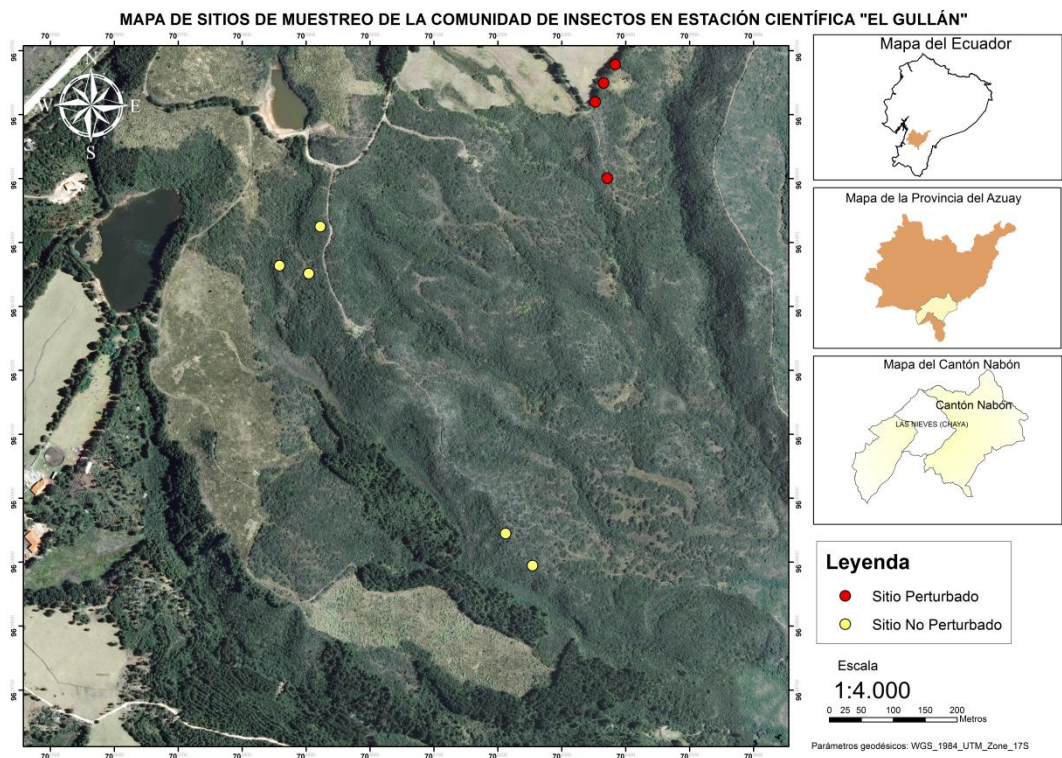 MAPA DE SITIOS DE MUESTREO DE LA COMUNIDAD DE INSECTOS EN ESTACIÓN CIENTÍFICA "EL GULLÁN"
N
W E
S
Mapa del Ecuador
Mapa de la Provincia del Azuay
Mapa del Cantón Nabón
Cantón Nabón
LAS NIEVES (CHAYA)
Leyenda
Sitio Perturbado
Sitio No Perturbado
Escala
1:4.000
0 25 50 100 150 200
Metros
Parámetros geodésicos: WGS_1984_UTM_Zone_17S